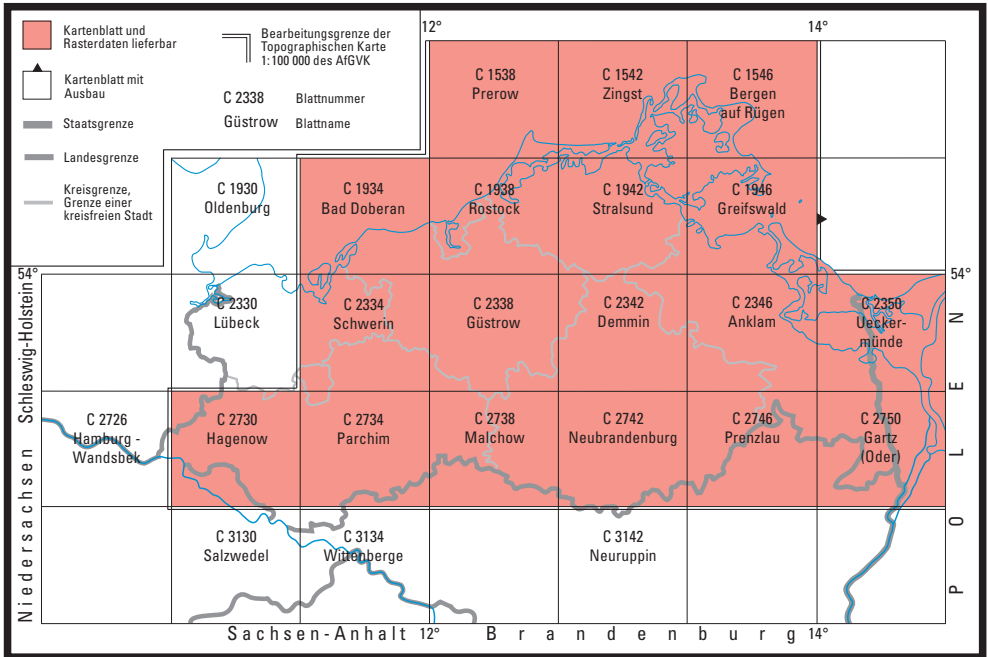 Kartenblatt und
Rasterdaten lieferbar
Kartenblatt mit
Ausbau
Staatsgrenze
Landesgrenze
Kreisgrenze,
Grenze einer
kreisfreien Stadt
Bearbeitungsgrenze der
Topographischen Karte
1:100 000 des AfGVK
C 2338 Blattnummer
Güstrow Blattname
12°
14°
C 1538
Prerow
C 1542
Zingst
C 1546
Bergen
auf Rügen
C 1930
Oldenburg
C 1934
Bad Doberan
C 1938
Rostock
C 1942
Stralsund
C 1946
Greifswald
54°
54°
C 2330
Lübeck
C 2334
Schwerin
C 2338
Güstrow
C 2342
Demmin
C 2346
Anklam
C 2350
Uecker-
münde
C 2726
Hamburg -
Wandsbek
C 2730
Hagenow
C 2734
Parchim
C 2738
Malchow
C 2742
Neubrandenburg
C 2746
Prenzlau
C 2750
Gartz
(Oder)
C 3130
Salzwedel
C 3134
Wittenberge
C 3142
Neuruppin
Schleswig-Holstein
Niedersachsen
POLEN
Sachsen-Anhalt
12°
Brandenburg
14°